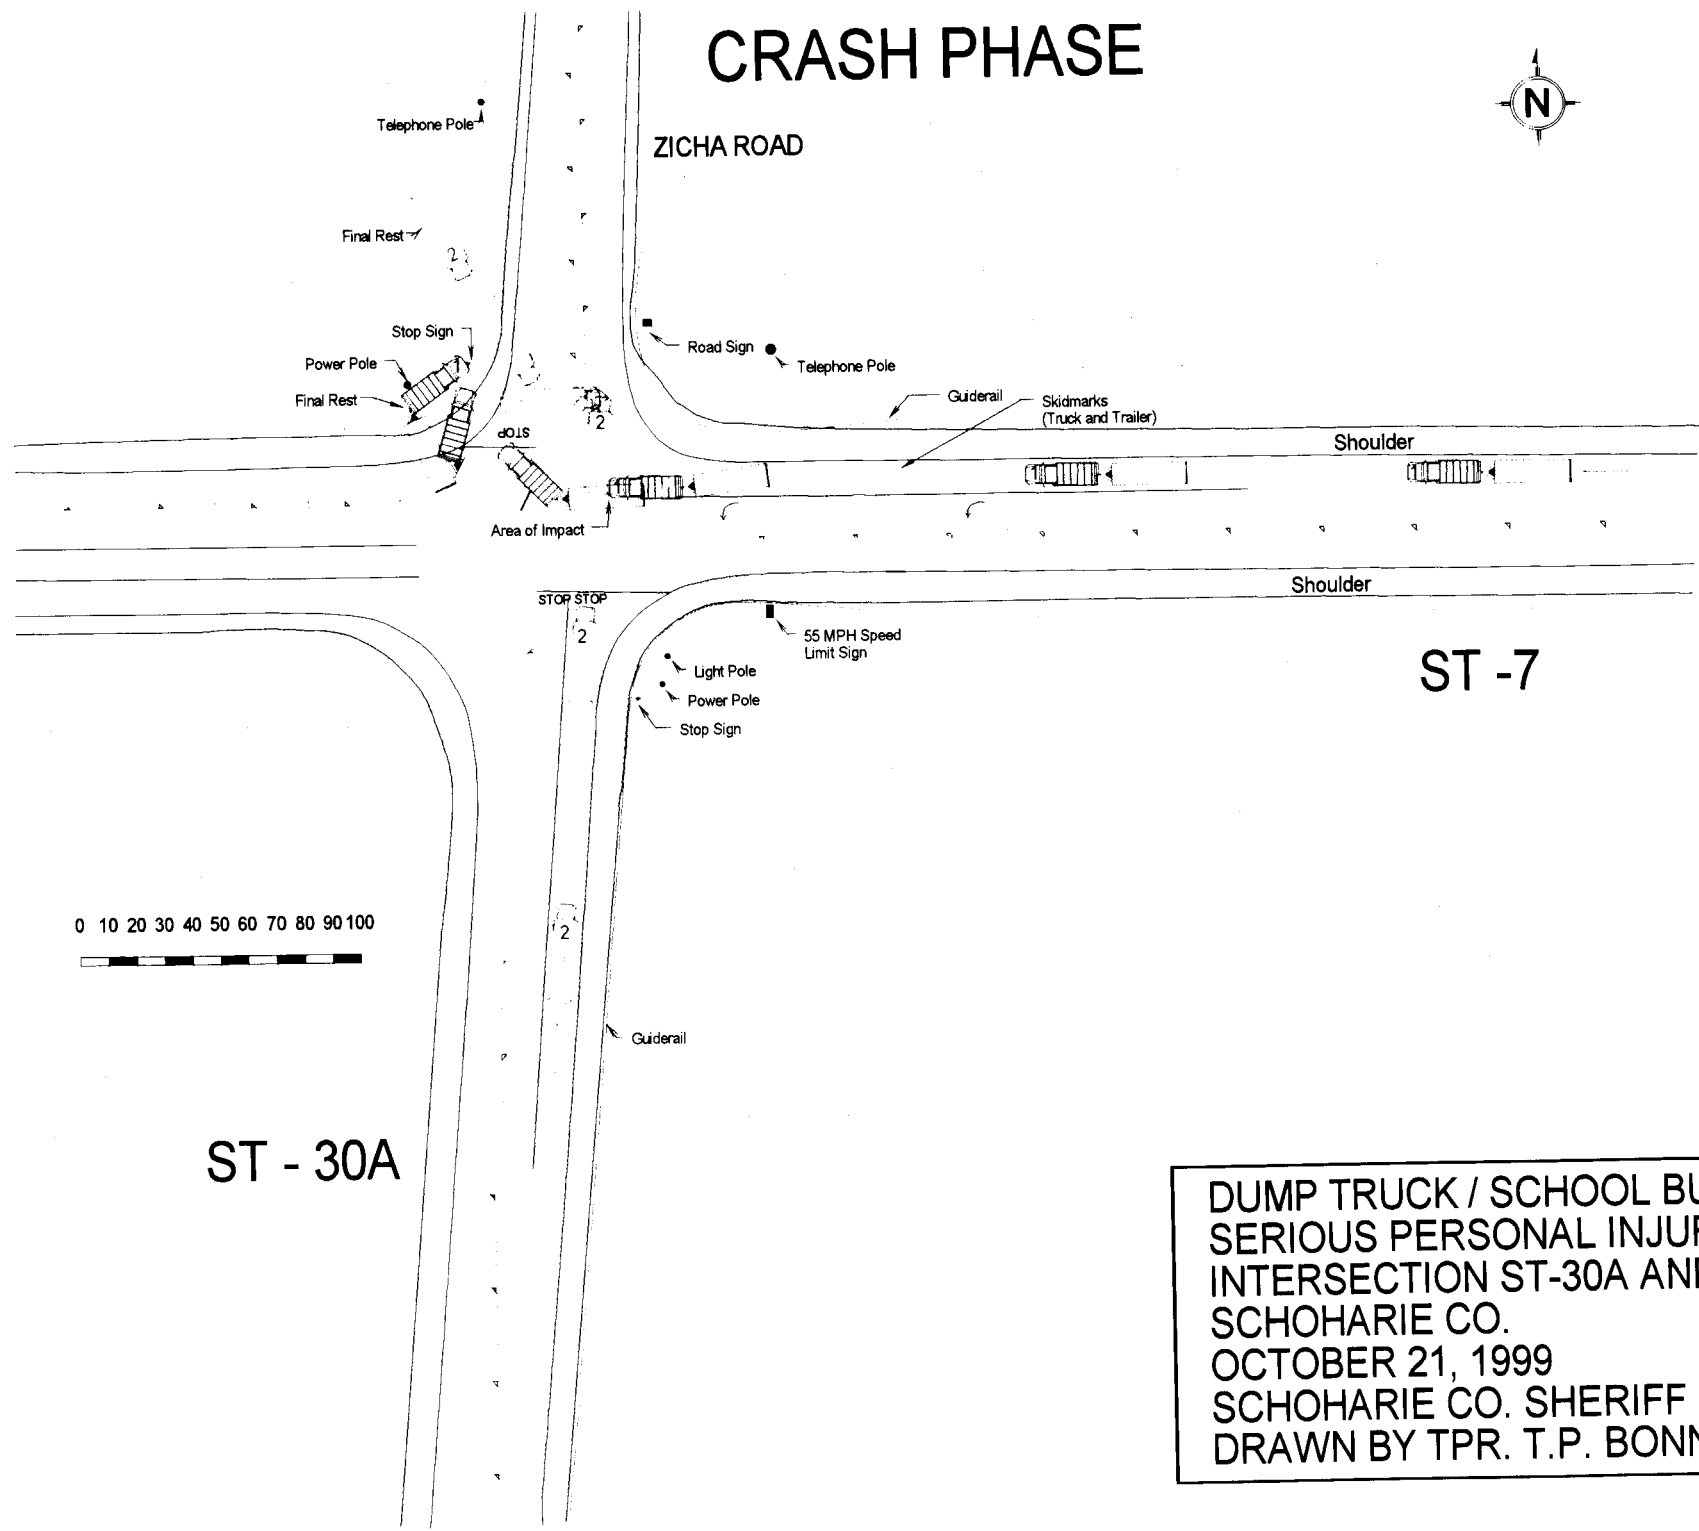 CRASH PHASE
N
Telephone Pole
ZICHA ROAD
Final Rest
2
Stop Sign
Power Pole
Final Rest
Road Sign
Telephone Pole
Guiderail
Skidmarks
(Truck and Trailer)
2
STOP
Shoulder
Area of Impact
Shoulder
STOP STOP
2
55 MPH Speed
Limit Sign
Light Pole
Power Pole
Stop Sign
ST -7
0 10 20 30 40 50 60 70 80 90 100
2
Guiderail
ST - 30A
DUMP TRUCK / SCHOOL BU
SERIOUS PERSONAL INJUR
INTERSECTION ST-30A AN
SCHOHARIE CO.
OCTOBER 21, 1999
SCHOHARIE CO. SHERIFF
DRAWN BY TPR. T.P. BONN